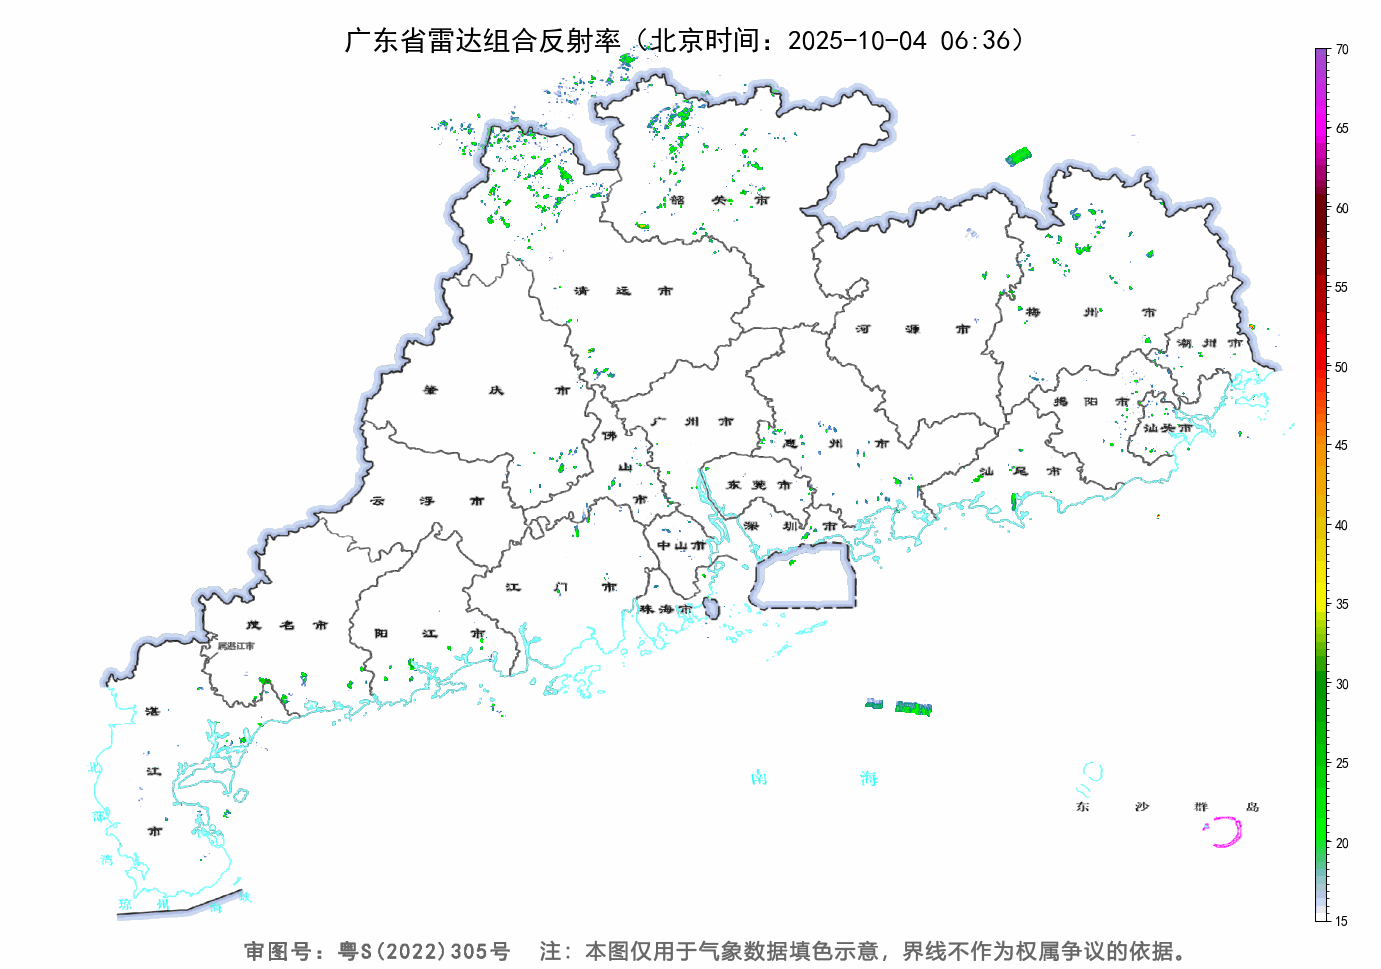 广东省雷达组合反射率（北京时间：2025-10-04 06:36）
70
65
60
55
50
45
40
35
30
25
20
15
韶关市
清远市
河源市
梅州市
潮州市
肇庆市
揭阳市
广州市
佛山市
惠州市
汕头市
汕尾市
云浮市
东莞市
深圳市
中山市
江门市
珠海市
茂名市
阳江市
属湛江市
湛江市
南海
北部湾
东沙群岛
琼州海峡
审图号：粤S(2022)305号 注：本图仅用于气象数据填色示意，界线不作为权属争议的依据。